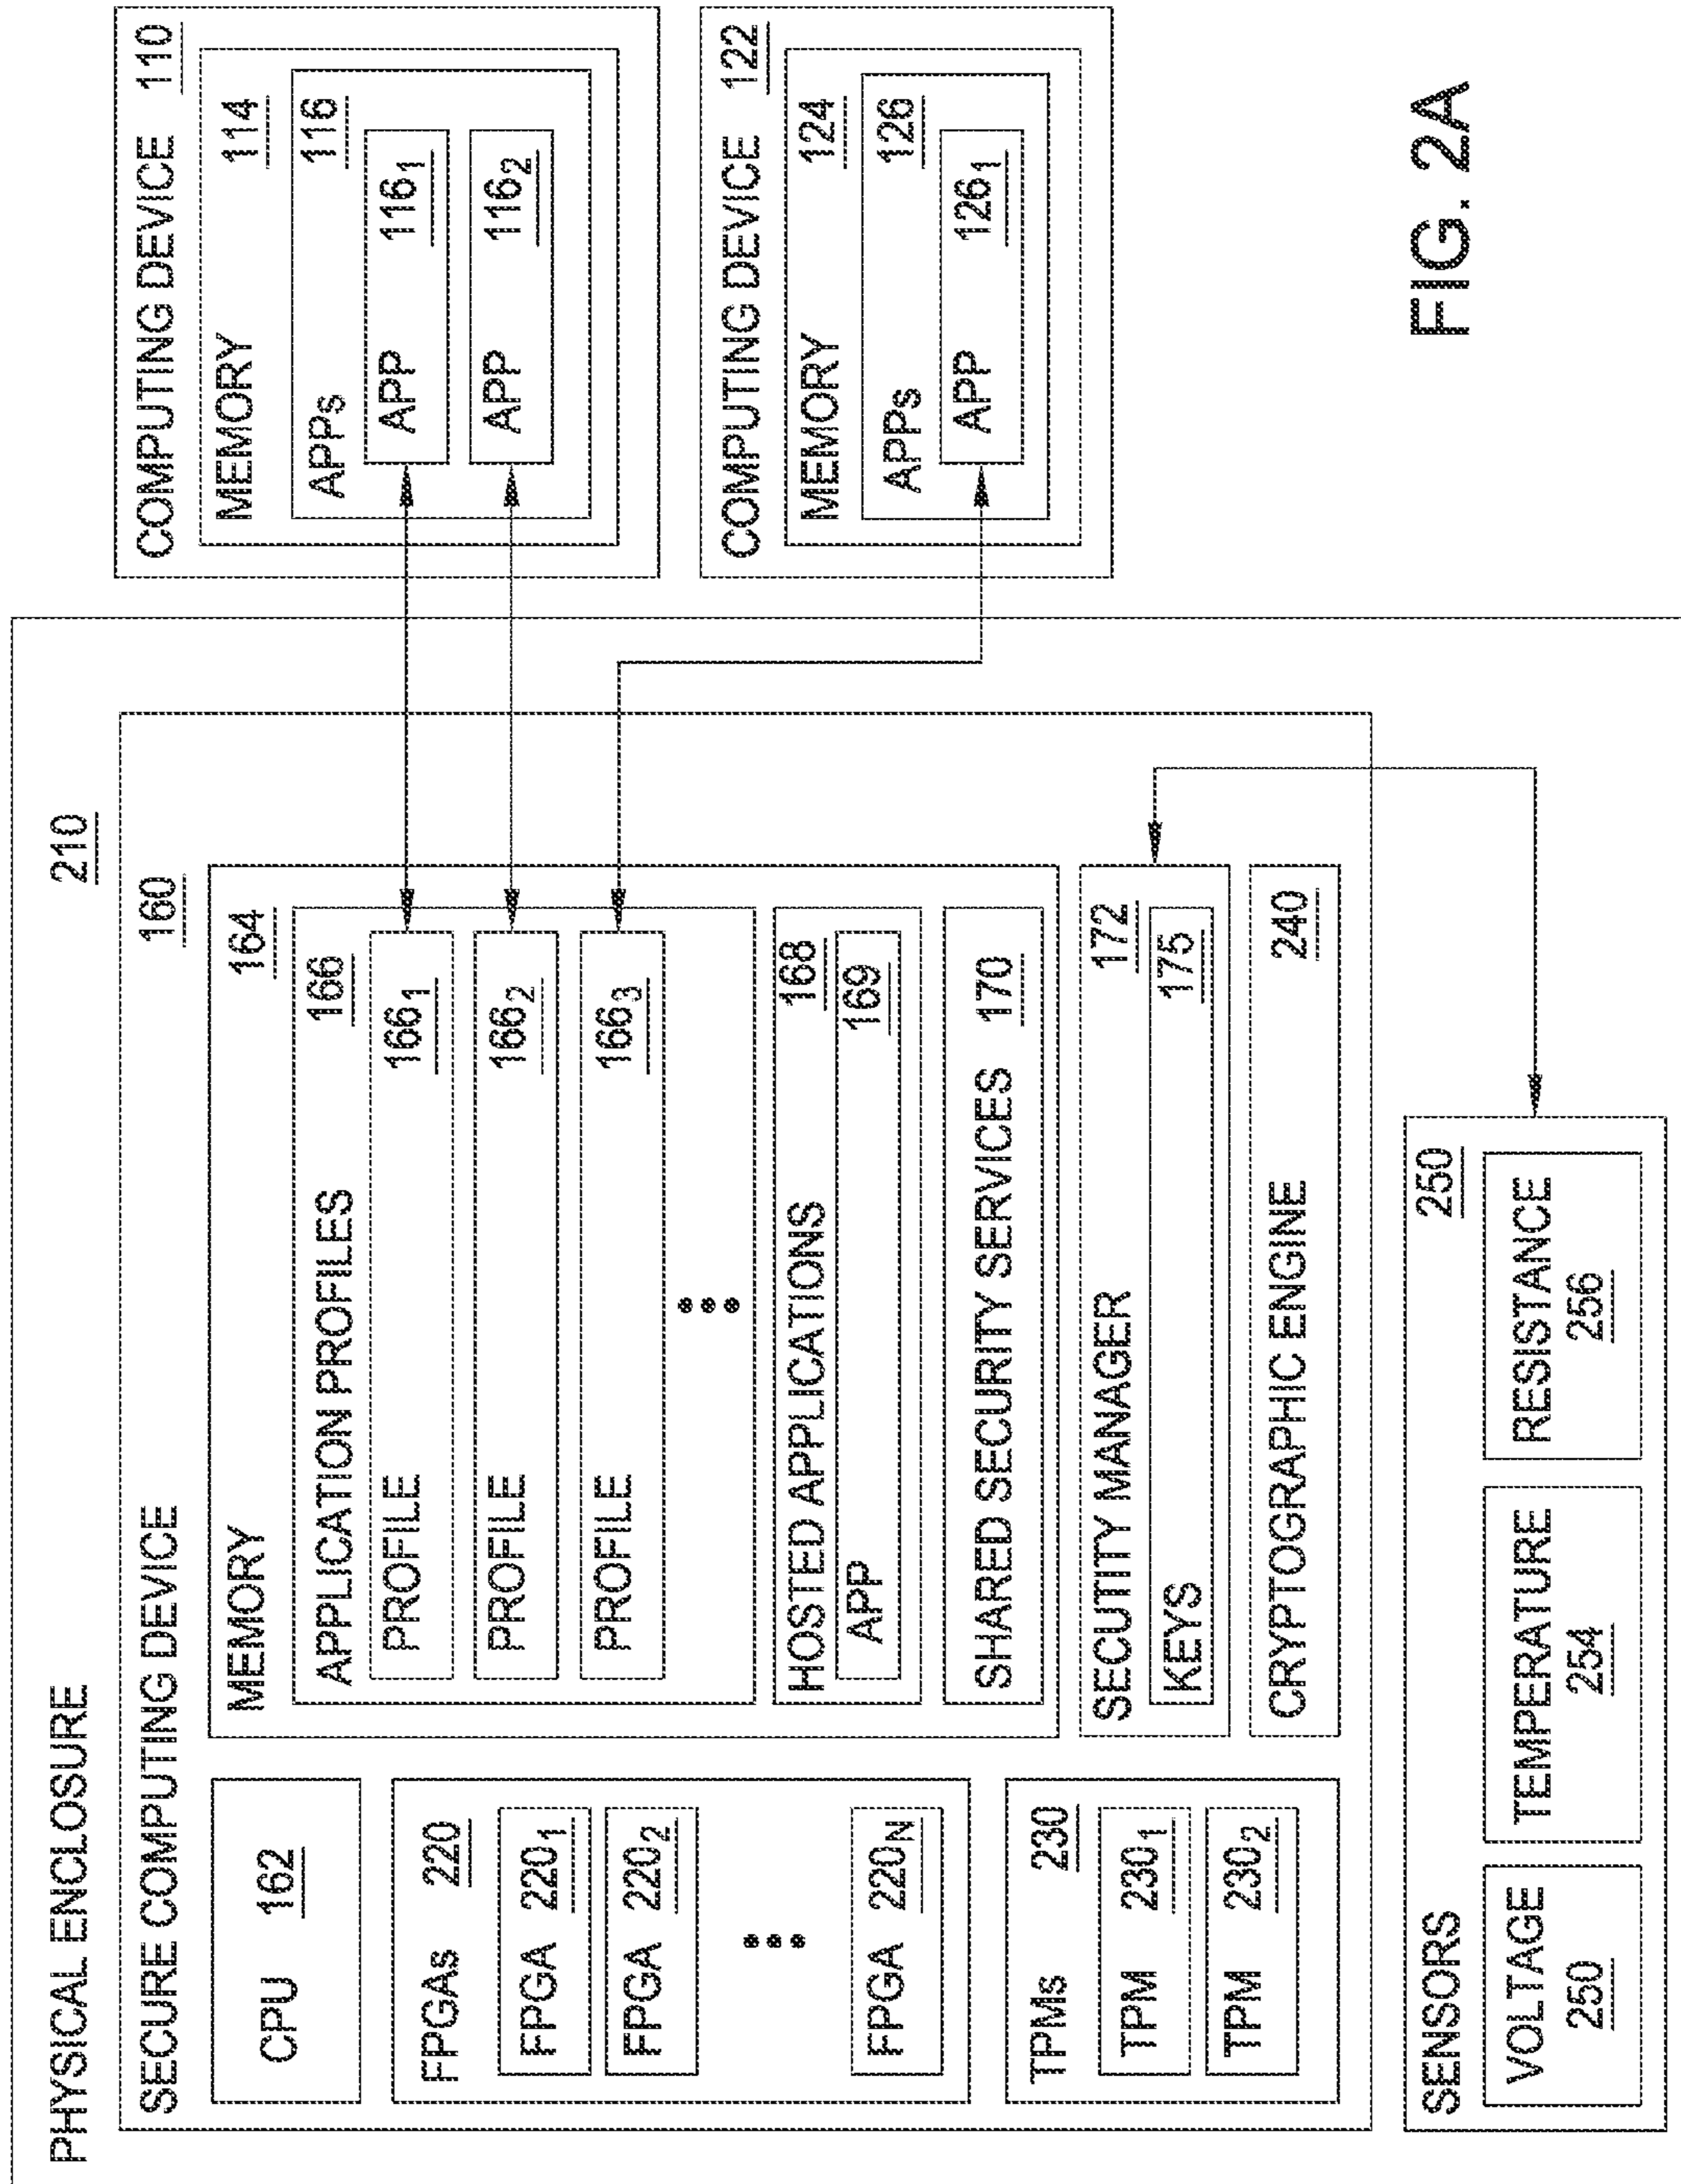 PHYSICAL ENCLOSURE 210
SECURE COMPUTING DEVICE 160
CPU 162
FPGAs 220
FPGA 220₁
FPGA 220₂
FPGA 220N
TPMs 230
TPM 230₁
TPM 230₂
MEMORY 164
APPLICATION PROFILES 166
PROFILE 166₁
PROFILE 166₂
PROFILE 166₃
HOSTED APPLICATIONS 168
APP 169
SHARED SECURITY SERVICES 170
SECUTITY MANAGER 172
KEYS 175
CRYPTOGRAPHIC ENGINE 240
SENSORS 250
VOLTAGE
250
TEMPERATURE
254
RESISTANCE
256
COMPUTING DEVICE 110
MEMORY 114
APPs 116
APP 116₁
APP 116₂
COMPUTING DEVICE 122
MEMORY 124
APPs 126
APP 126₁
FIG. 2A